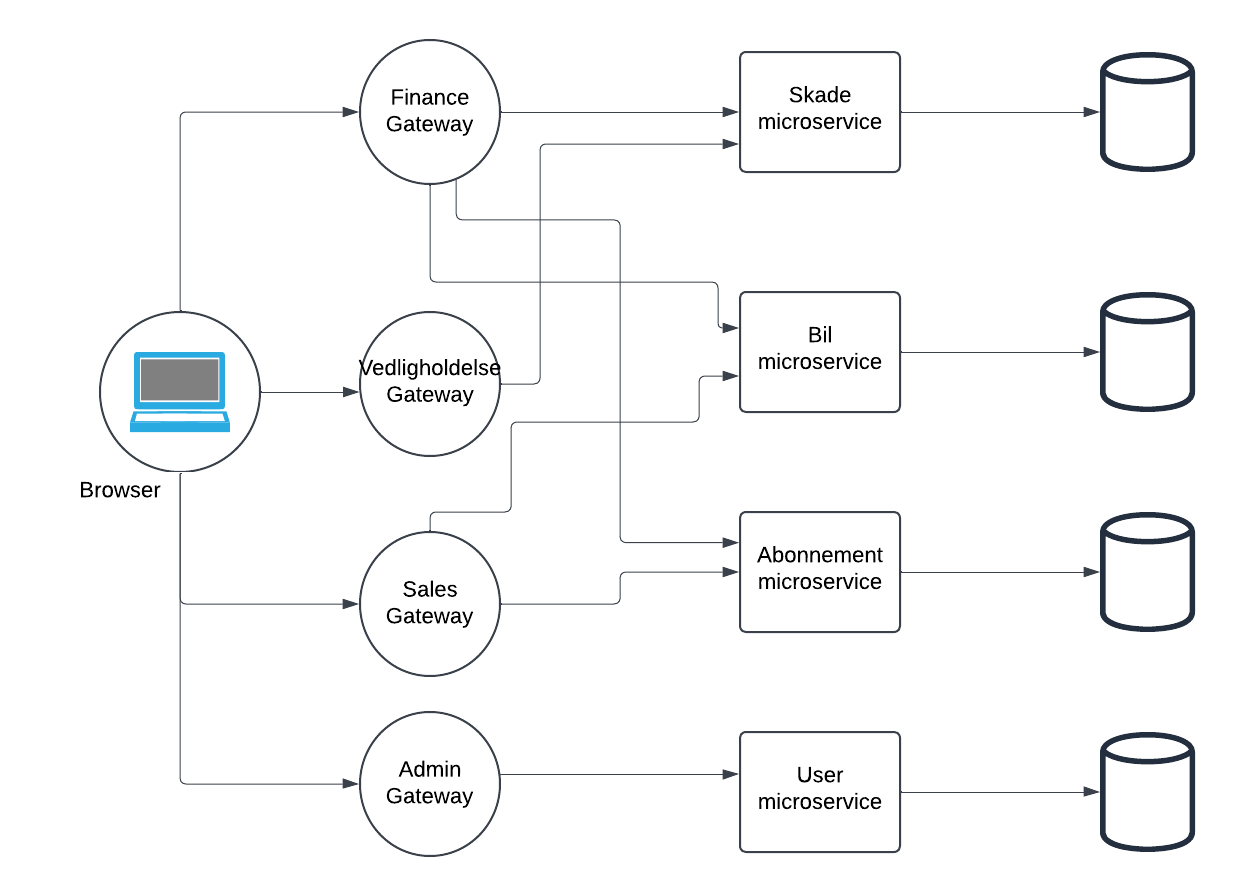 Finance
Gateway
Skade
microservice
Vedligholdelse
Gateway
Bil
microservice
Browser
Sales
Gateway
Abonnement
microservice
Admin
Gateway
User
microservice